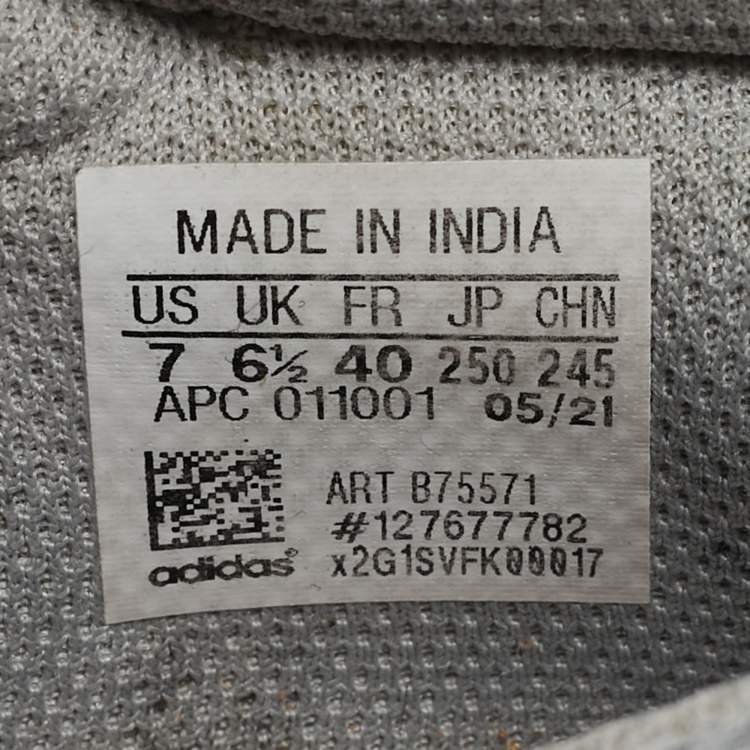 MADE IN INDIA
US UK FR JP CHN
7 6½ 40 250 245
APC 011001 05/21
ART B75571
#127677782
adidas® x2G1SVFK00017